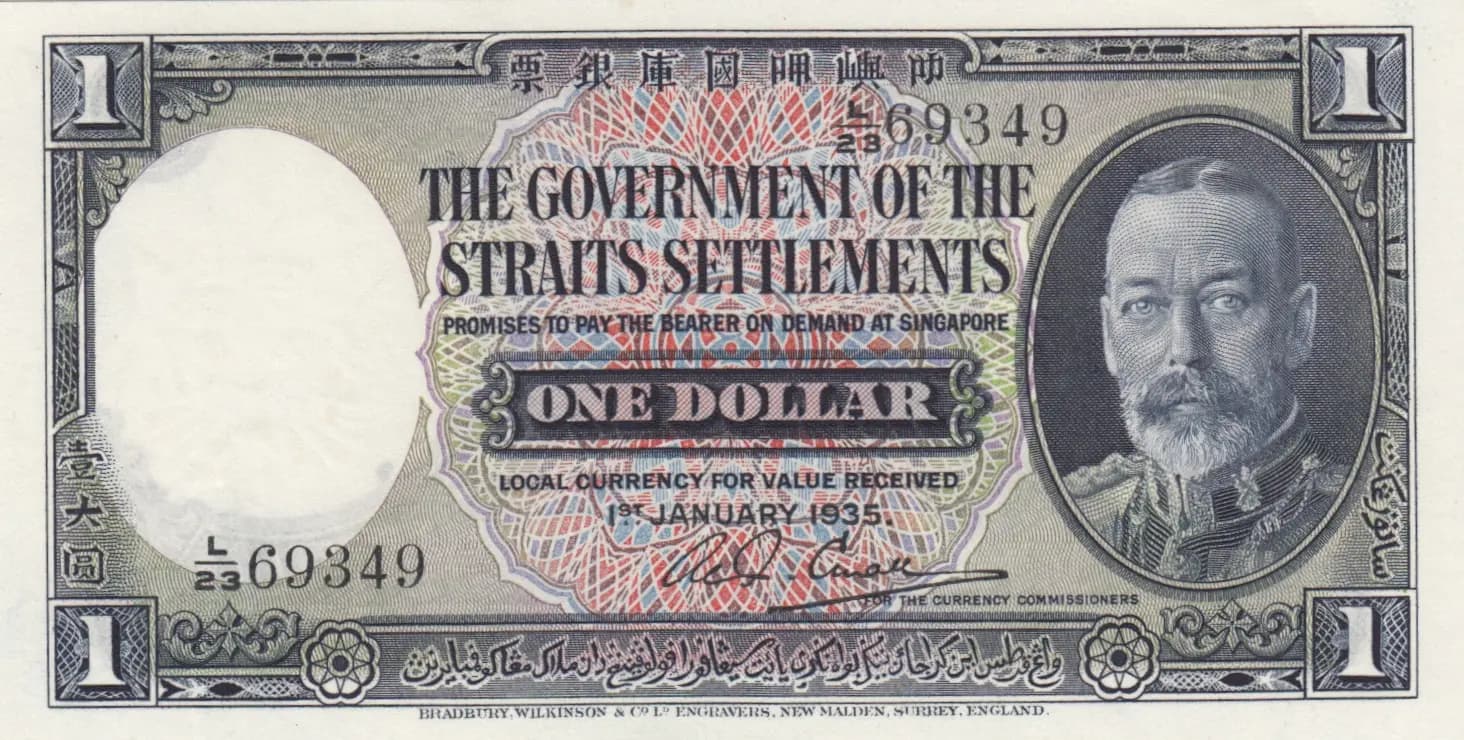 1
叻嶼呷國庫銀票
1
L/23 69349
THE GOVERNMENT OF THE
STRAITS SETTLEMENTS
PROMISES TO PAY THE BEARER ON DEMAND AT SINGAPORE
ONE DOLLAR
LOCAL CURRENCY FOR VALUE RECEIVED
1ST JANUARY 1935.
壹大圓
ساتو رڠكيت
L/23 69349
FOR THE CURRENCY COMMISSIONERS
1
1
BRADBURY, WILKINSON & Co Ld ENGRAVERS, NEW MALDEN, SURREY, ENGLAND.